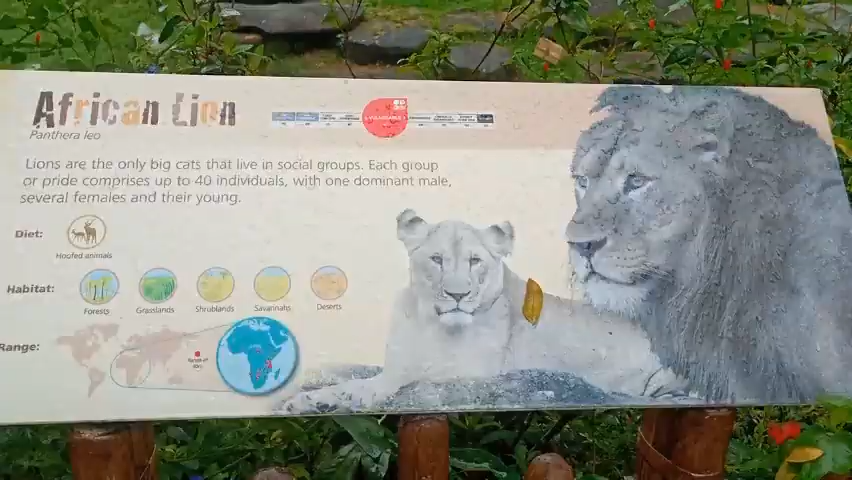 African Lion
Panthera leo
VULNERABLE
Lions are the only big cats that live in social groups. Each group
or pride comprises up to 40 individuals, with one dominant male,
several females and their young.
Diet:
Hoofed animals
Habitat:
Forests Grasslands Shrublands Savannahs Deserts
Range: